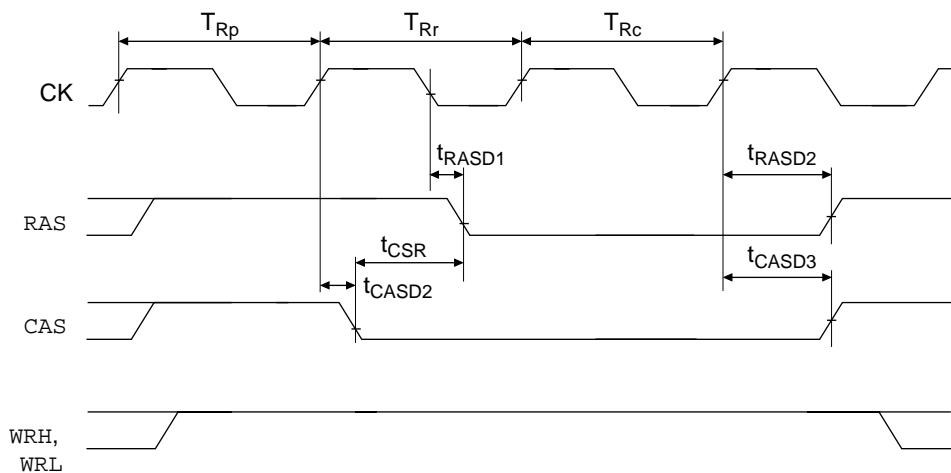 TRp TRr TRc
CK
tRASD1 tRASD2
RAS
tCSR tCASD3
tCASD2
CAS
WRH,
WRL